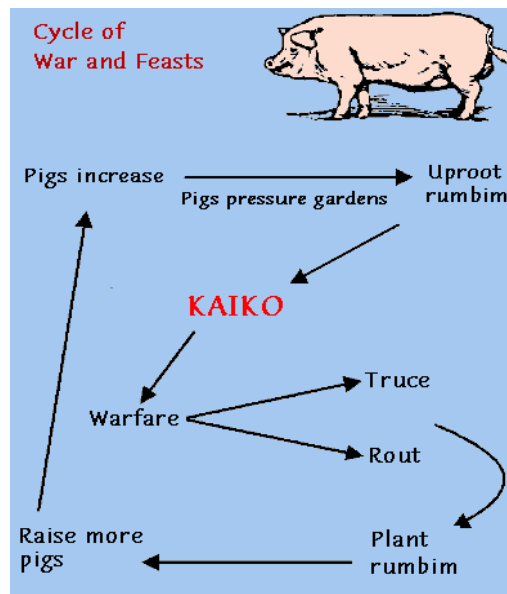 Cycle of
War and Feasts
Pigs increase
Pigs pressure gardens
Uproot
rumbim
KAIKO
Warfare
Truce
Rout
Plant
rumbim
Raise more
pigs